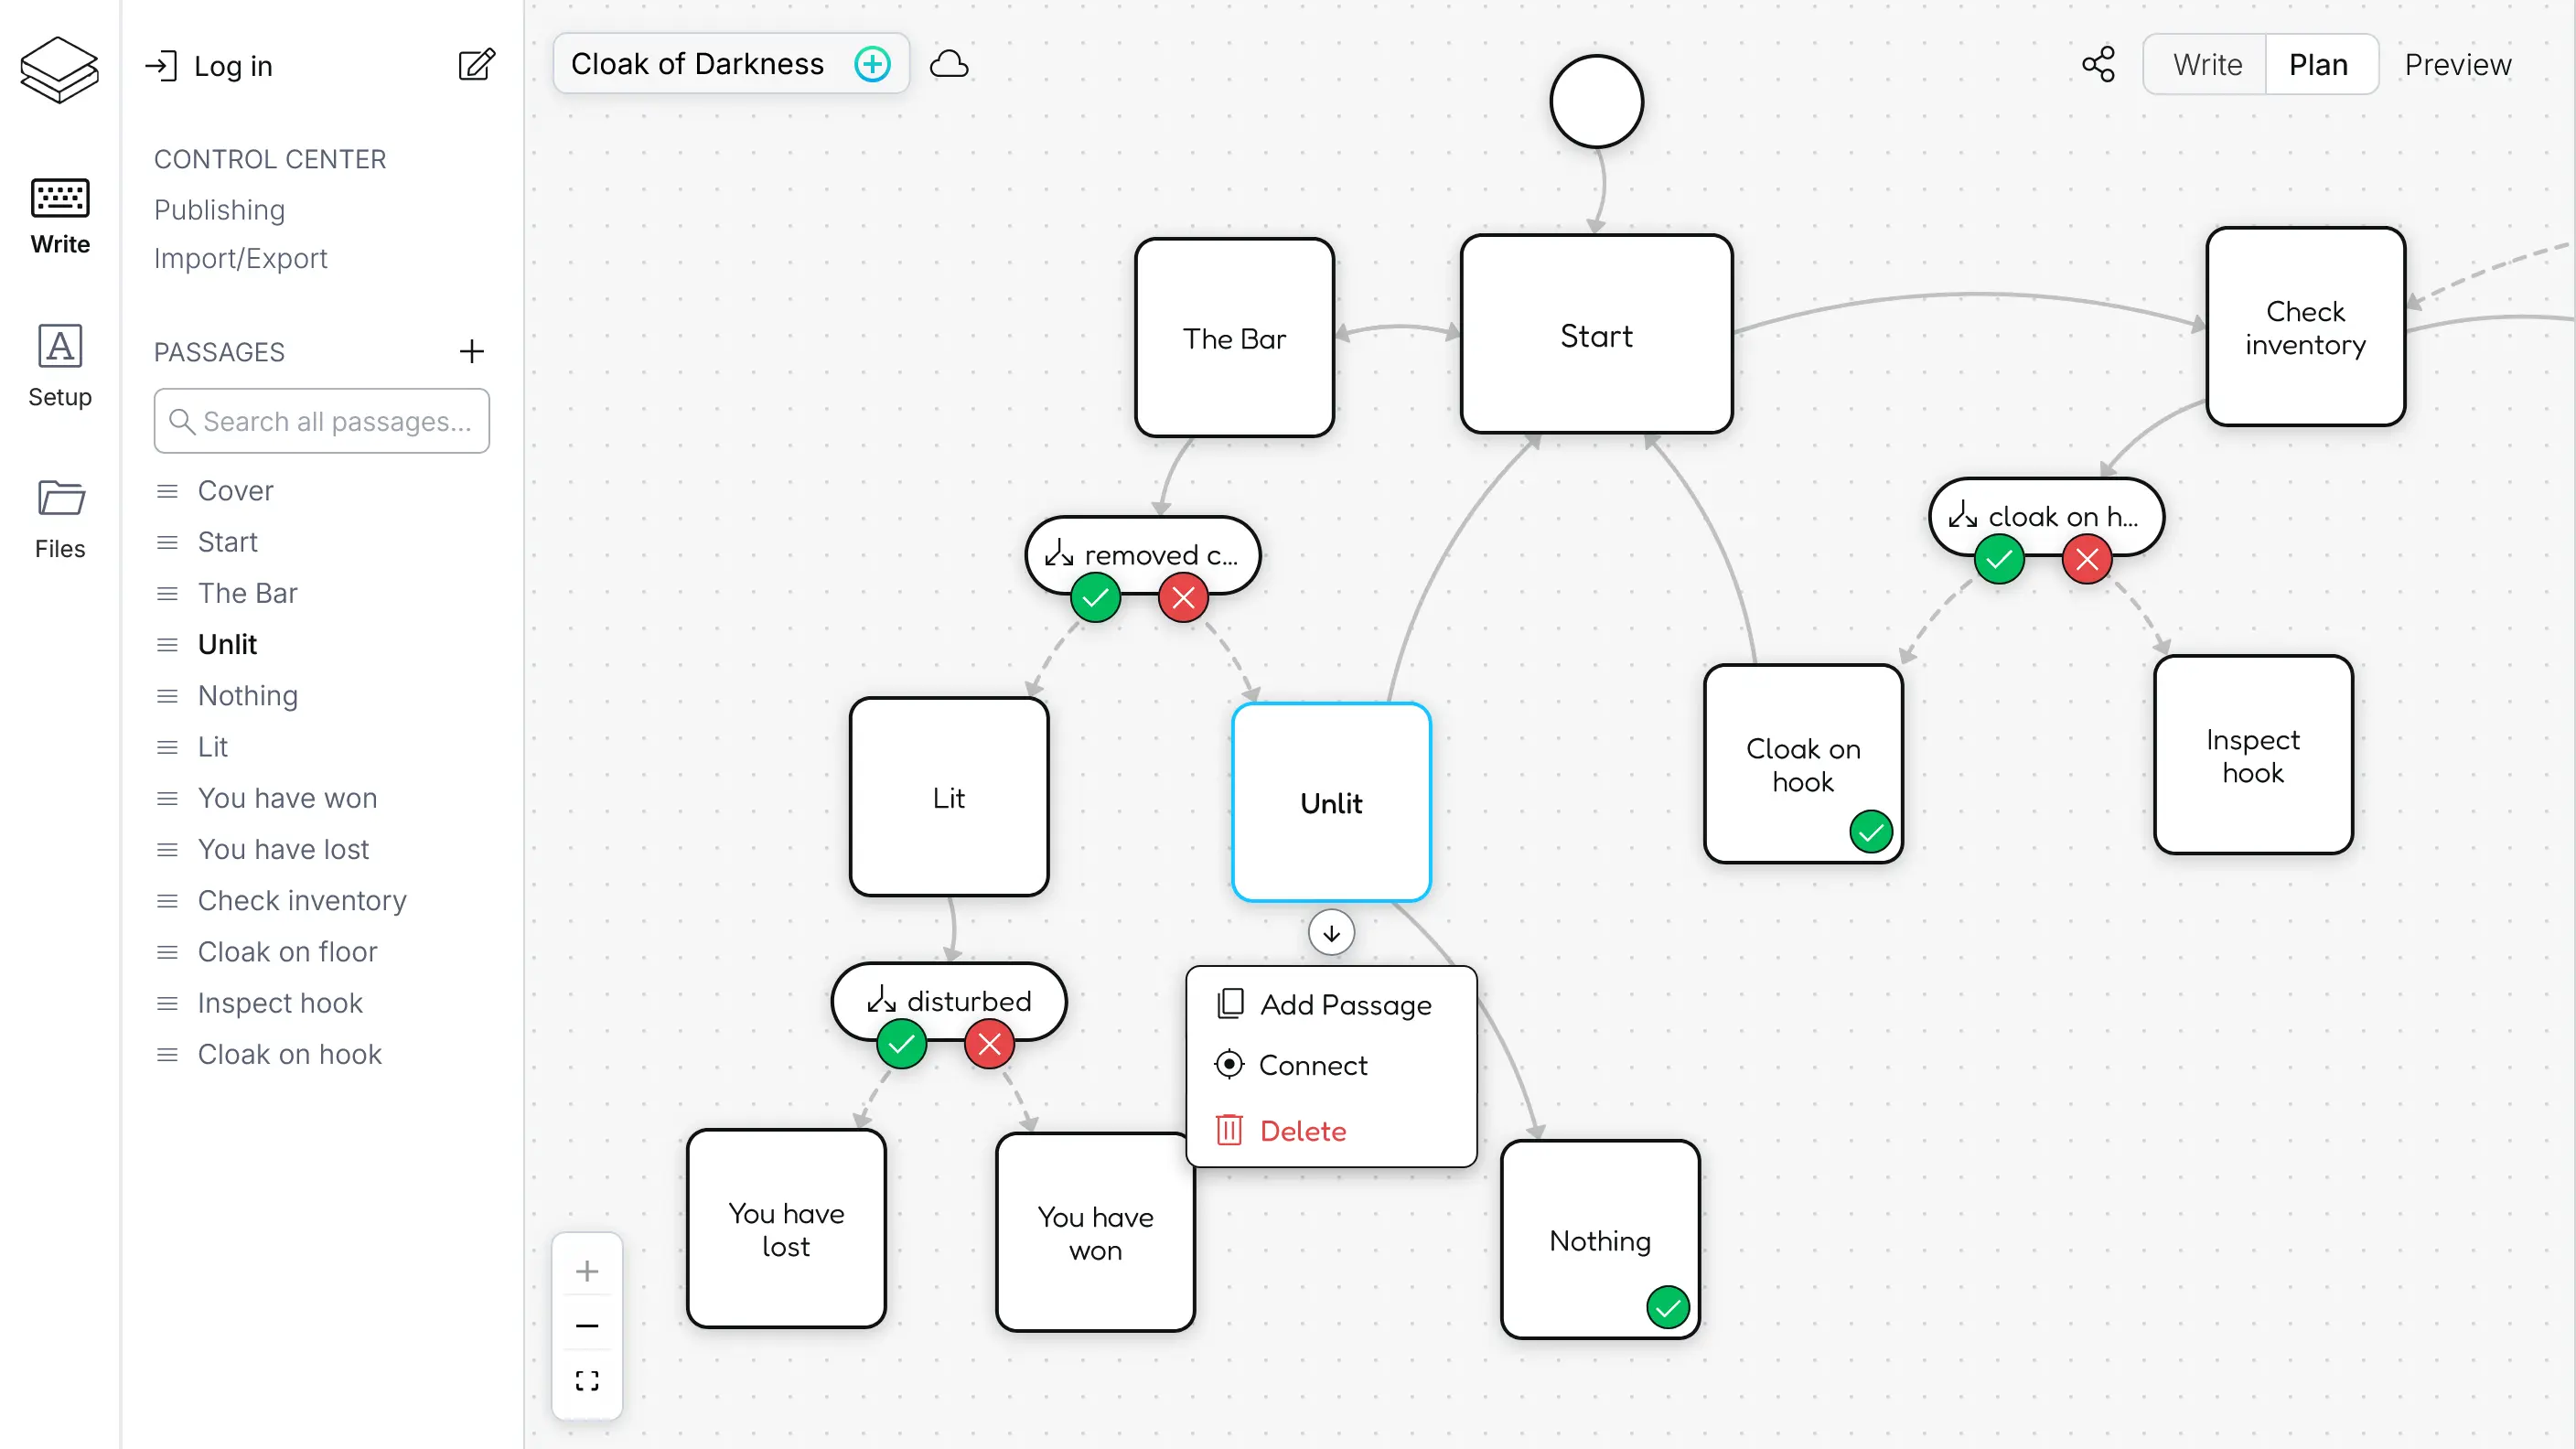 Log in
Cloak of Darkness
Write
Plan
Preview
CONTROL CENTER
Publishing
Import/Export
Write
Setup
Files
PASSAGES
Search all passages...
Cover
Start
The Bar
Unlit
Nothing
Lit
You have won
You have lost
Check inventory
Cloak on floor
Inspect hook
Cloak on hook
The Bar
Start
Check
inventory
removed c...
cloak on h...
Lit
Unlit
Cloak on
hook
Inspect
hook
disturbed
Add Passage
Connect
Delete
You have
lost
You have
won
Nothing